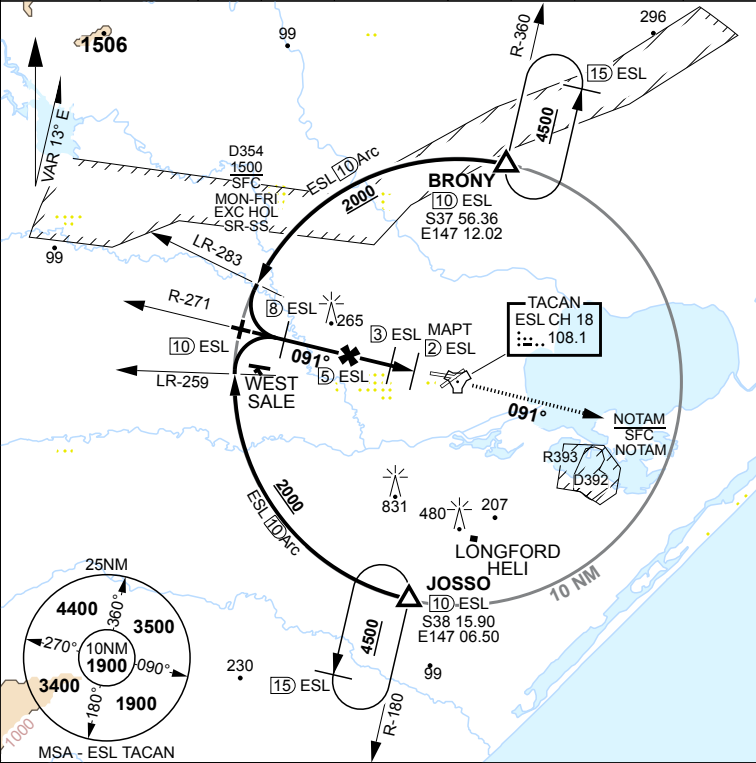 1506
99
296
R-360
15 ESL
4500
VAR 13° E
D354
1500
SFC
MON-FRI
EXC HOL
SR-SS
ESL 10 Arc
2000
BRONY
10 ESL
S37 56.36
E147 12.02
99
LR-283
R-271
8 ESL
265
3 ESL
MAPT
2 ESL
TACAN
ESL CH 18
108.1
10 ESL
091°
5 ESL
LR-259
WEST
SALE
091°
NOTAM
SFC
NOTAM
R393
D392
2000
ESL 10 Arc
831
480
207
LONGFORD
HELI
10 NM
JOSSO
10 ESL
S38 15.90
E147 06.50
4500
15 ESL
230
99
R-180
25NM
4400
360°
3500
270°
10NM
1900
090°
3400
180°
1900
1000
MSA - ESL TACAN